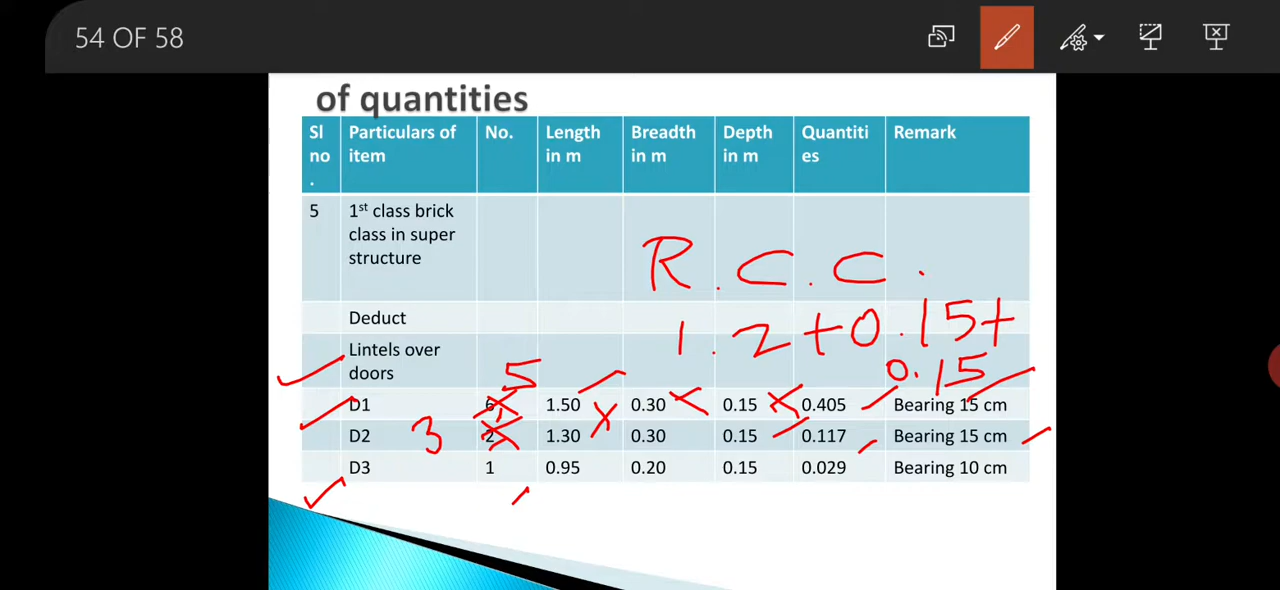 54 OF 58
of quantities
Sl no. Particulars of item No. Length in m Breadth in m Depth in m Quantities Remark
5 1st class brick class in super structure
R.C.C.
Deduct
1.2+0.15+
Lintels over doors
0.15
5
D1 6 1.50 0.30 0.15 0.405 Bearing 15 cm
D2 3 2 1.30 0.30 0.15 0.117 Bearing 15 cm
D3 1 0.95 0.20 0.15 0.029 Bearing 10 cm